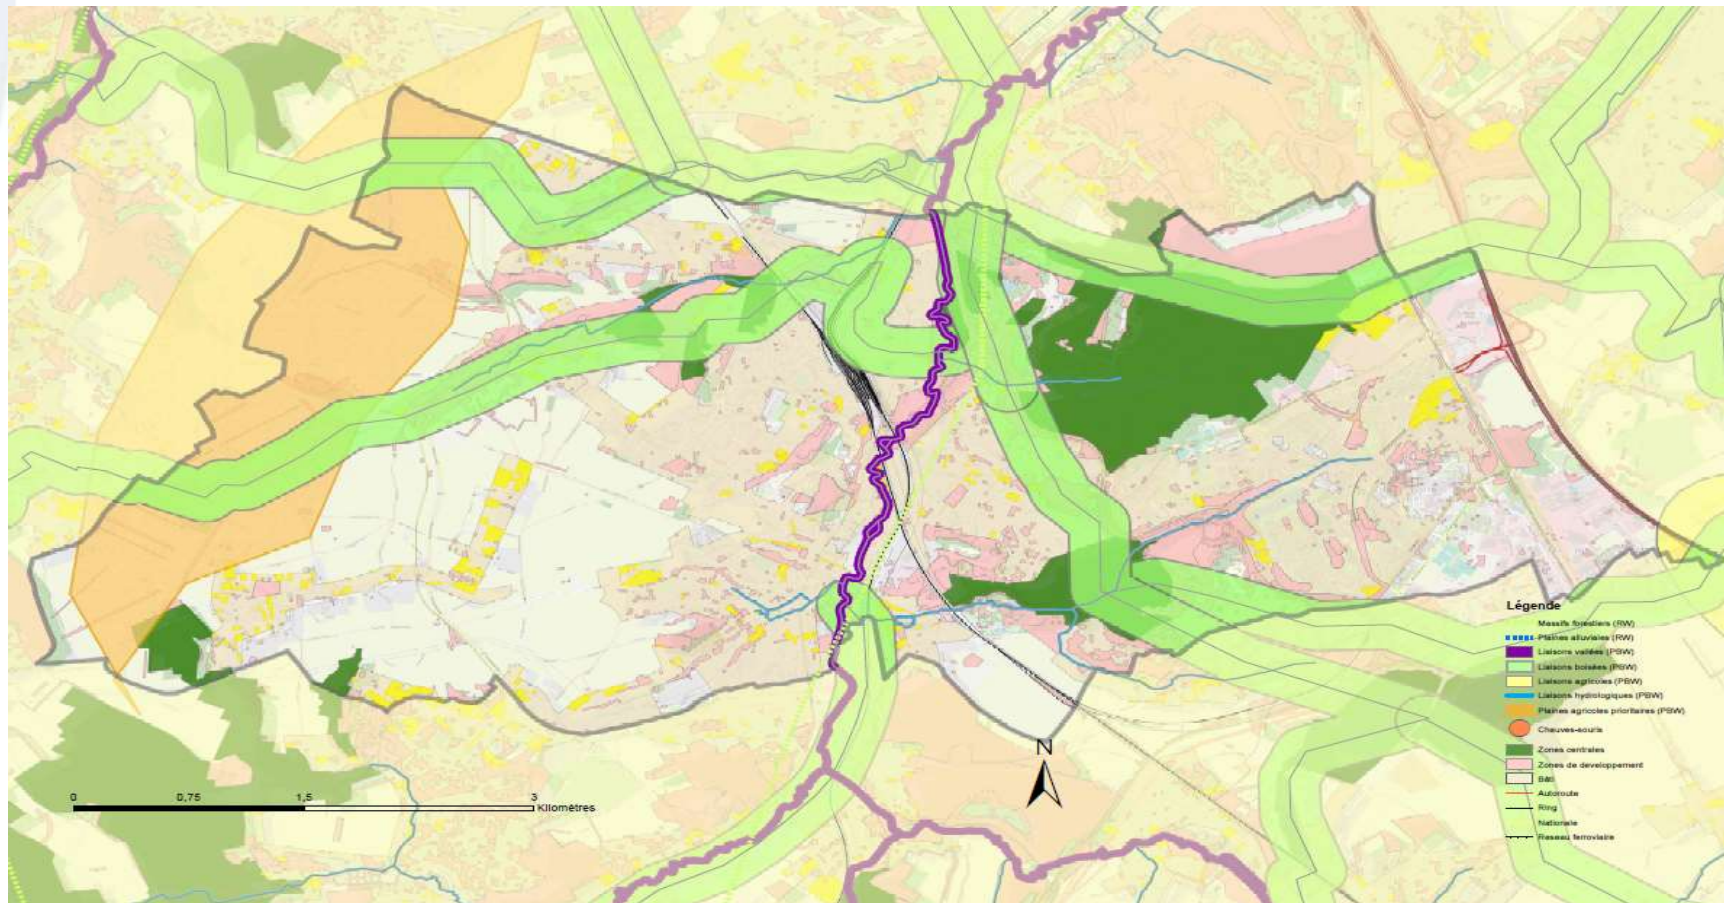 N
0 0,75 1,5 3
Kilomètres
Légende
Massifs forestiers (RW)
Plaines alluviales (RW)
Liaisons vallées (PBW)
Liaisons boisées (PBW)
Liaisons agricoles (PBW)
Liaisons hydrologiques (PBW)
Plaines agricoles prioritaires (PBW)
Chauves-souris
Zones centrales
Zones de developpement
Bâti
Autoroute
Ring
Nationale
Reseau ferroviaire